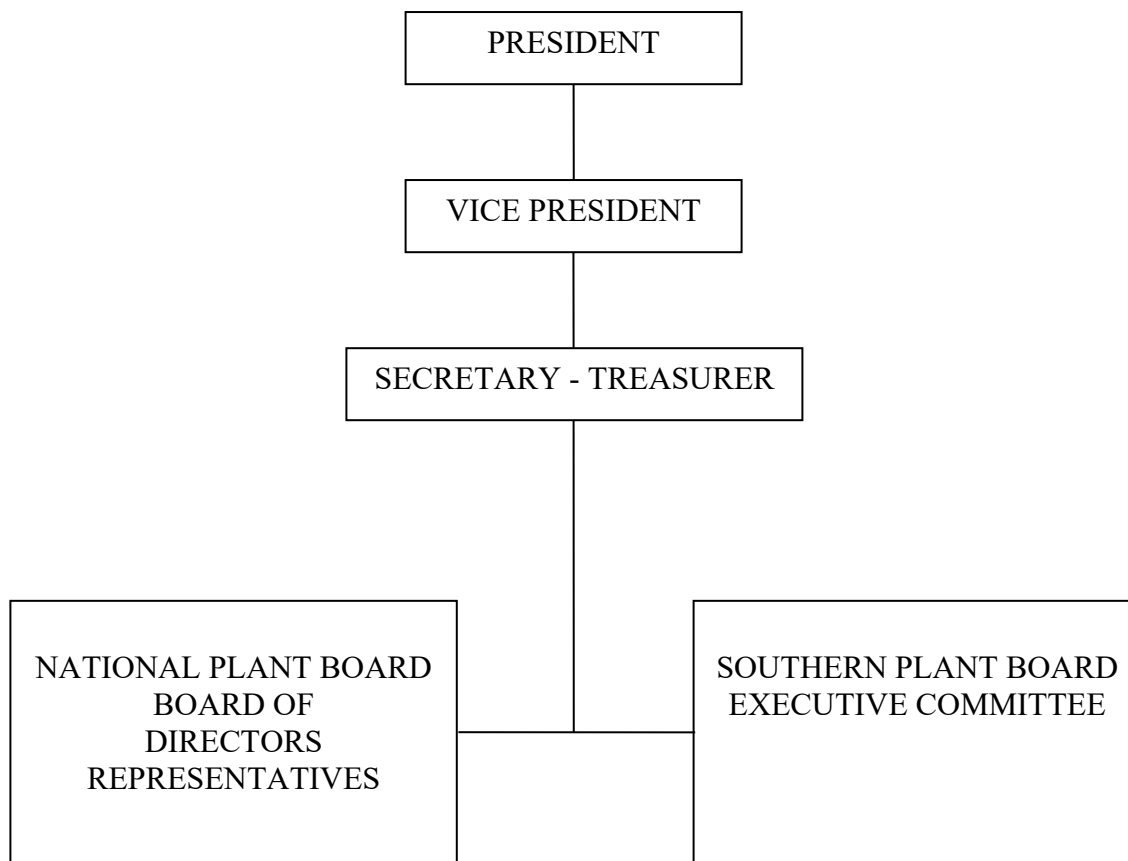 PRESIDENT
VICE PRESIDENT
SECRETARY - TREASURER
NATIONAL PLANT BOARD
BOARD OF
DIRECTORS
REPRESENTATIVES
SOUTHERN PLANT BOARD
EXECUTIVE COMMITTEE